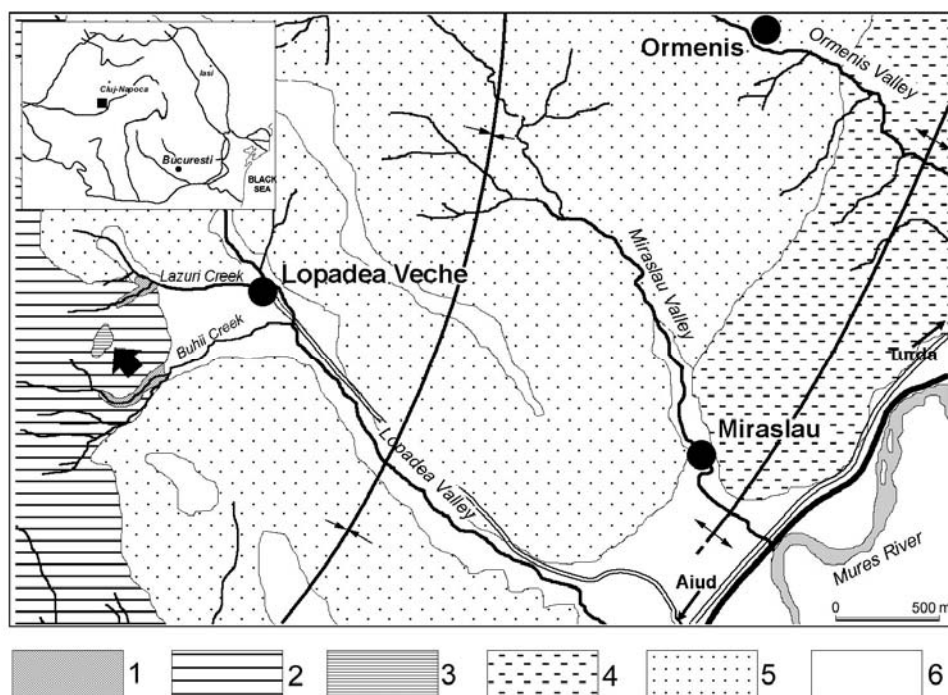 Iasi
Cluj-Napoca
Bucuresti
BLACK
SEA
Ormenis
Ormenis Valley
Lazuri Creek
Lopadea Veche
Buhii Creek
Miraslau Valley
Turda
Miraslau
Lopadea Valley
Aiud
Mures River
0 500 m
1 2 3 4 5 6